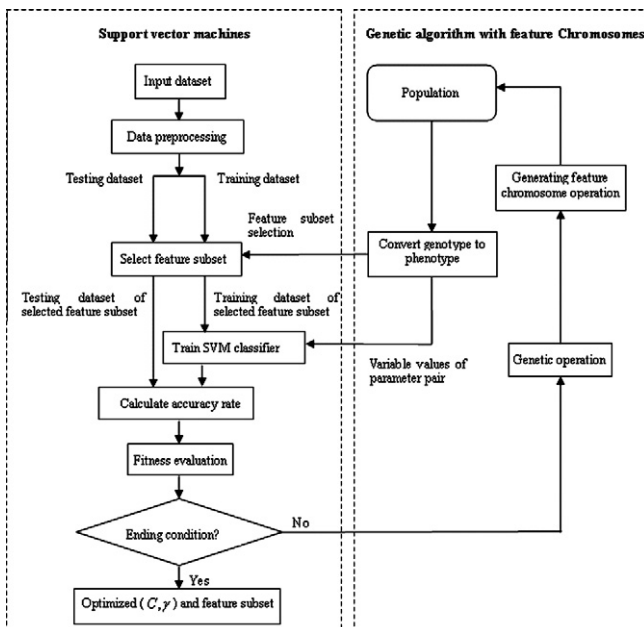 Support vector machines
Input dataset
Data preprocessing
Testing dataset
Training dataset
Feature subset
selection
Select feature subset
Testing dataset of
selected feature subset
Training dataset of
selected feature subset
Train SVM classifier
Calculate accuracy rate
Fitness evaluation
Ending condition?
No
Yes
Optimized (C,γ) and feature subset
Genetic algorithm with feature Chromosomes
Population
Generating feature
chromosome operation
Convert genotype to
phenotype
Variable values of
parameter pair
Genetic operation